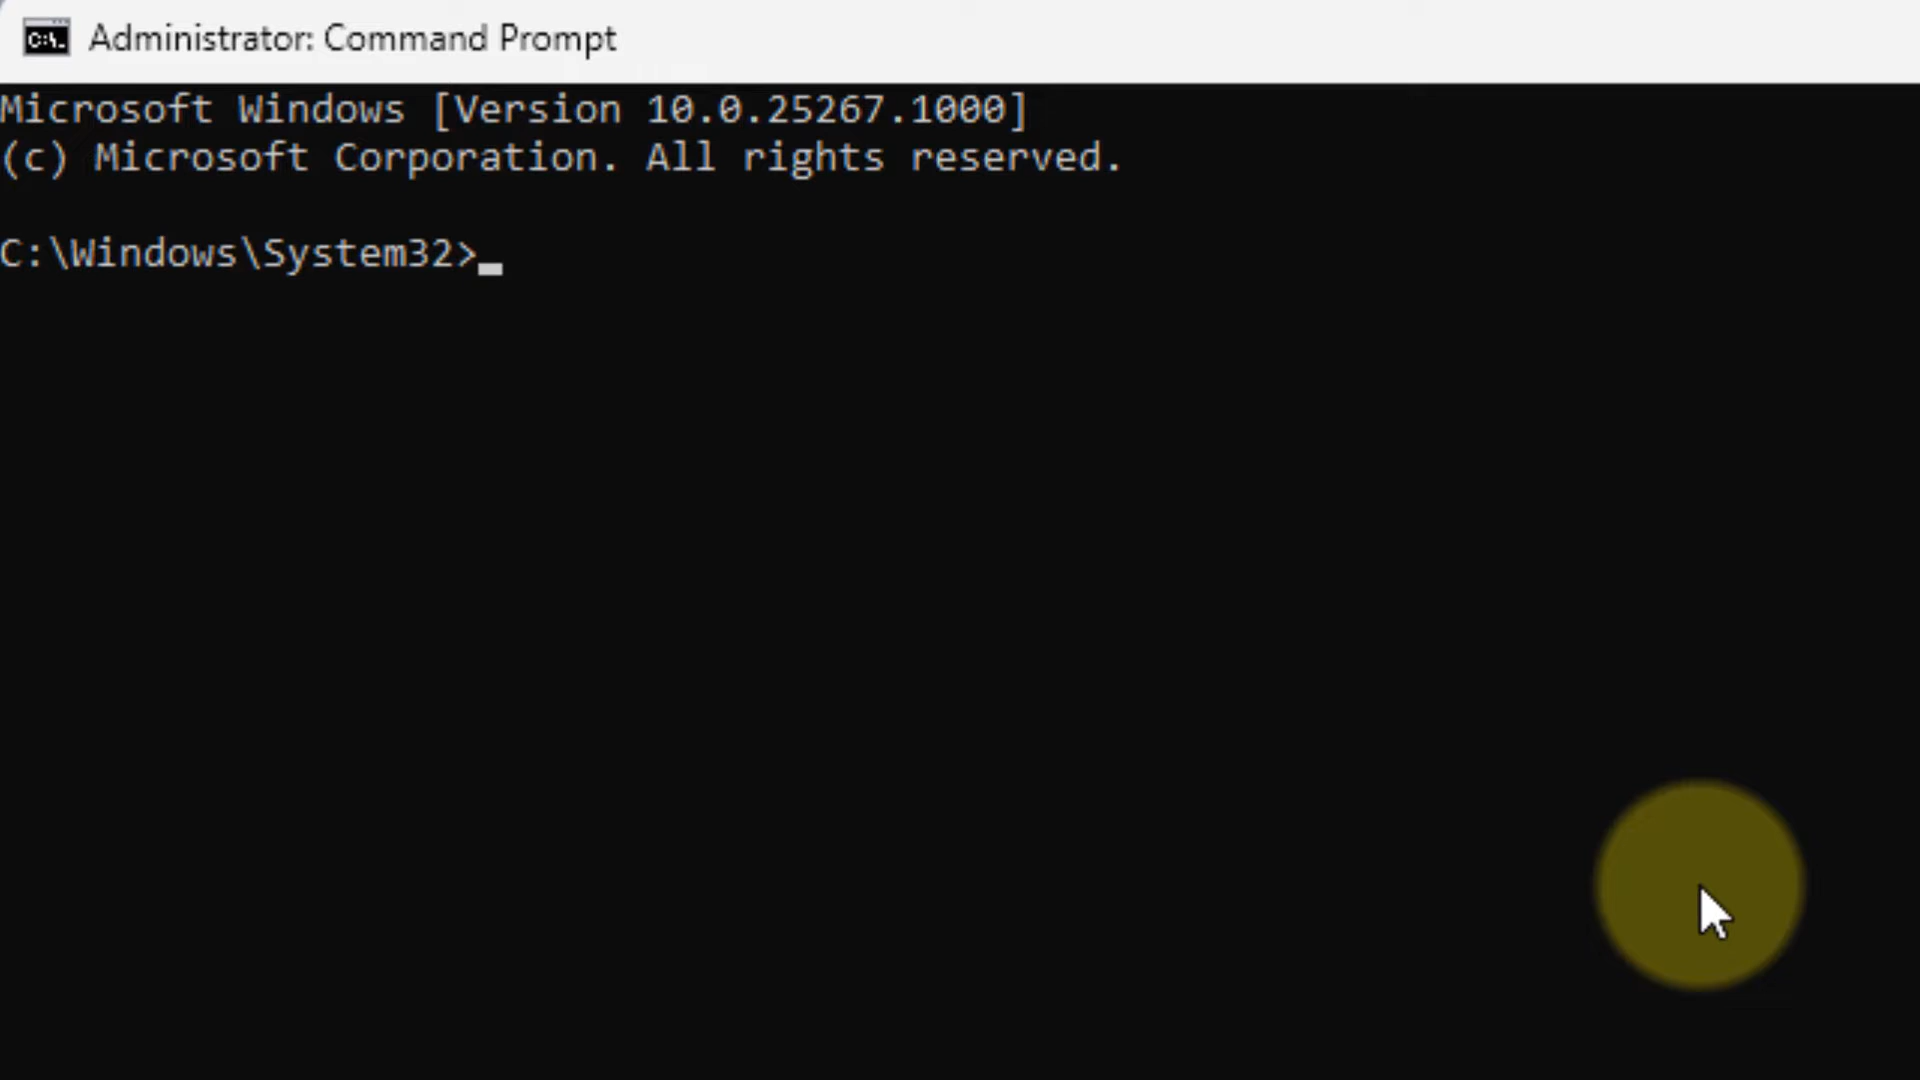 C:\.
Administrator: Command Prompt
Microsoft Windows [Version 10.0.25267.1000]
(c) Microsoft Corporation. All rights reserved.
C:\Windows\System32>